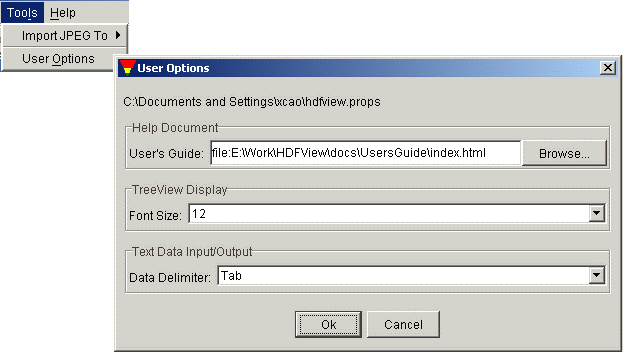 Tools Help
Import JPEG To
User Options
User Options
C:\Documents and Settings\xcao\hdfview.props
Help Document
User's Guide: file:E:\Work\HDFView\docs\UsersGuide\index.html Browse...
TreeView Display
Font Size: 12
Text Data Input/Output
Data Delimiter: Tab
Ok Cancel